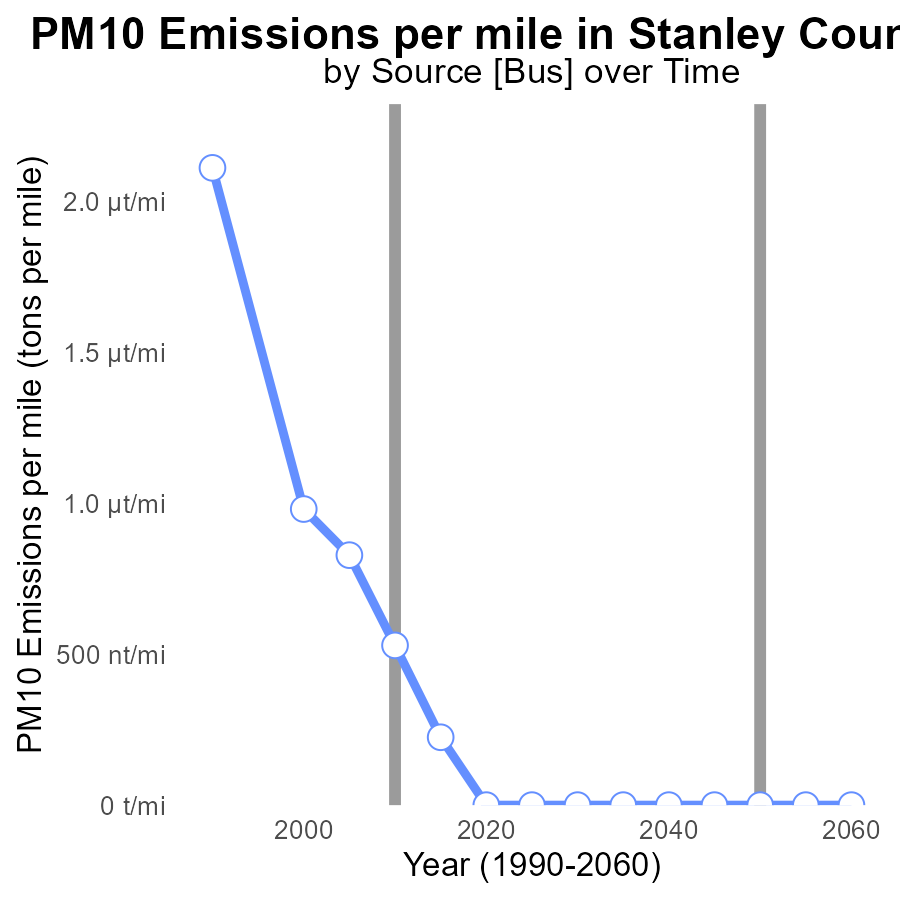 PM10 Emissions per mile in Stanley Cour
by Source [Bus] over Time
PM10 Emissions per mile (tons per mile)
2.0 µt/mi
1.5 µt/mi
1.0 µt/mi
500 nt/mi
0 t/mi
2000 2020 2040 2060
Year (1990-2060)